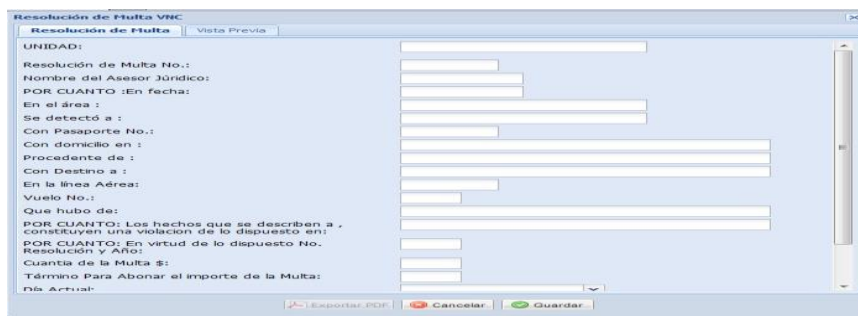 Resolución de Multa VNC
Resolución de Multa
Vista Previa
UNIDAD:
Resolución de Multa No.:
Nombre del Asesor Júridico:
POR CUANTO :En fecha:
En el área :
Se detectó a :
Con Pasaporte No.:
Con domicilio en :
Procedente de :
Con Destino a :
En la línea Aérea:
Vuelo No.:
Que hubo de:
POR CUANTO: Los hechos que se describen a ,
constituyen una violacion de lo dispuesto en:
POR CUANTO: En virtud de lo dispuesto No.
Resolución y Año:
Cuantia de la Multa $:
Término Para Abonar el importe de la Multa:
Día Actual:
Exportar PDF
Cancelar
Guardar